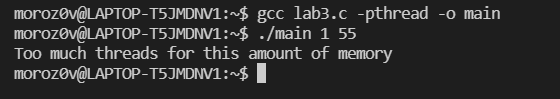 moroz0v@LAPTOP-T5JMDNV1:~$ gcc lab3.c -pthread -o main
moroz0v@LAPTOP-T5JMDNV1:~$ ./main 1 55
Too much threads for this amount of memory
moroz0v@LAPTOP-T5JMDNV1:~$